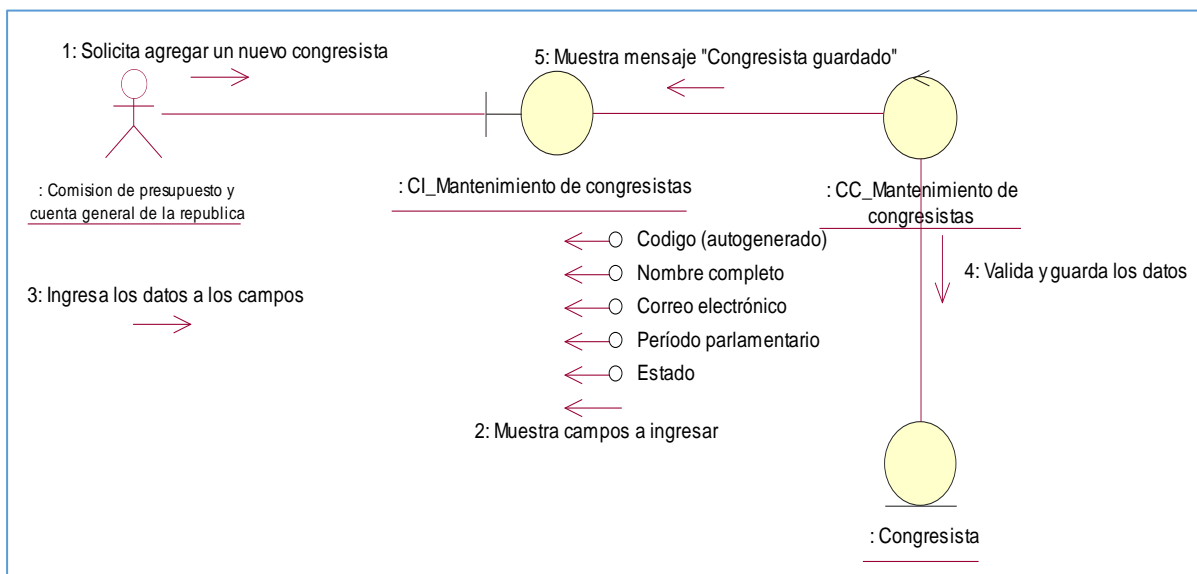 1: Solicita agregar un nuevo congresista
5: Muestra mensaje "Congresista guardado"
: Comision de presupuesto y
cuenta general de la republica
: CI_Mantenimiento de congresistas
: CC_Mantenimiento de
congresistas
Codigo (autogenerado)
Nombre completo
Correo electrónico
Período parlamentario
Estado
2: Muestra campos a ingresar
3: Ingresa los datos a los campos
4: Valida y guarda los datos
: Congresista